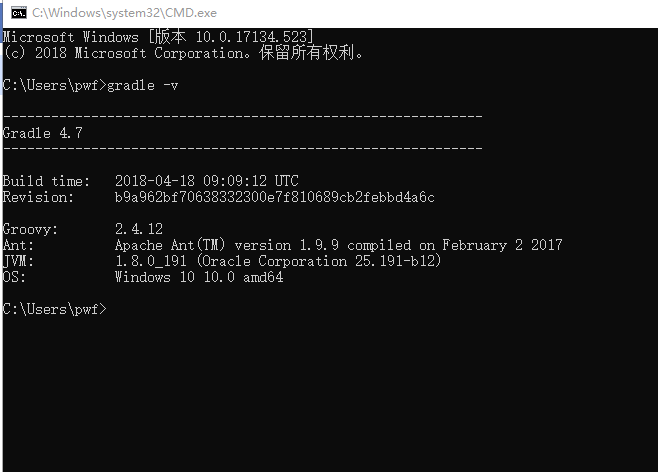 C:\Windows\system32\CMD.exe
Microsoft Windows [版本 10.0.17134.523]
(c) 2018 Microsoft Corporation。保留所有权利。
C:\Users\pwf>gradle -v
------------------------------------------------------------
Gradle 4.7
------------------------------------------------------------
Build time:   2018-04-18 09:09:12 UTC
Revision:     b9a962bf70638332300e7f810689cb2febbd4a6c
Groovy:       2.4.12
Ant:          Apache Ant(TM) version 1.9.9 compiled on February 2 2017
JVM:          1.8.0_191 (Oracle Corporation 25.191-b12)
OS:           Windows 10 10.0 amd64
C:\Users\pwf>